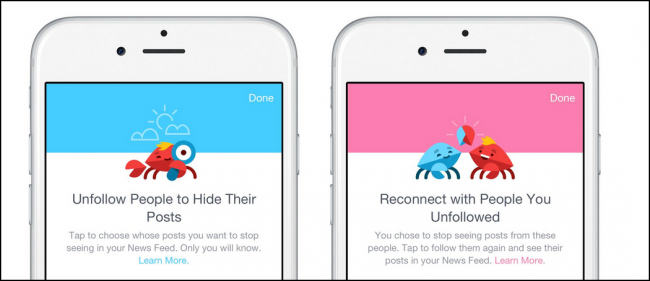 Done
Unfollow People to Hide Their
Posts
Tap to choose whose posts you want to stop
seeing in your News Feed. Only you will know.
Learn More.
Done
Reconnect with People You
Unfollowed
You chose to stop seeing posts from these
people. Tap to follow them again and see their
posts in your News Feed. Learn More.